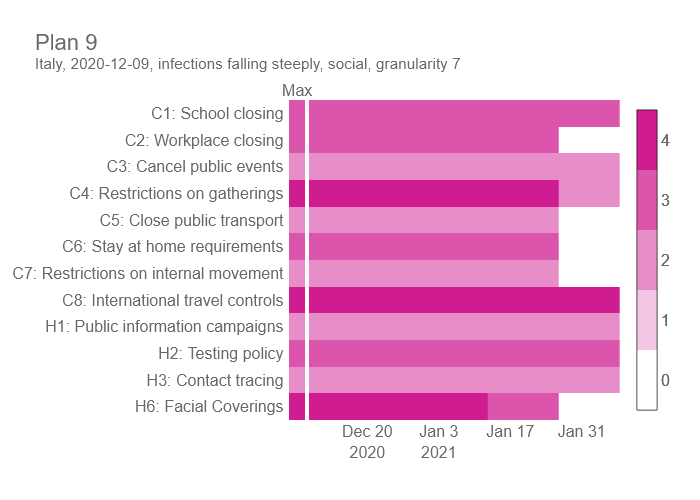 Plan 9
Italy, 2020-12-09, infections falling steeply, social, granularity 7
Max
C1: School closing
C2: Workplace closing
C3: Cancel public events
C4: Restrictions on gatherings
C5: Close public transport
C6: Stay at home requirements
C7: Restrictions on internal movement
C8: International travel controls
H1: Public information campaigns
H2: Testing policy
H3: Contact tracing
H6: Facial Coverings
4
3
2
1
0
Dec 20 Jan 3 Jan 17 Jan 31
2020 2021